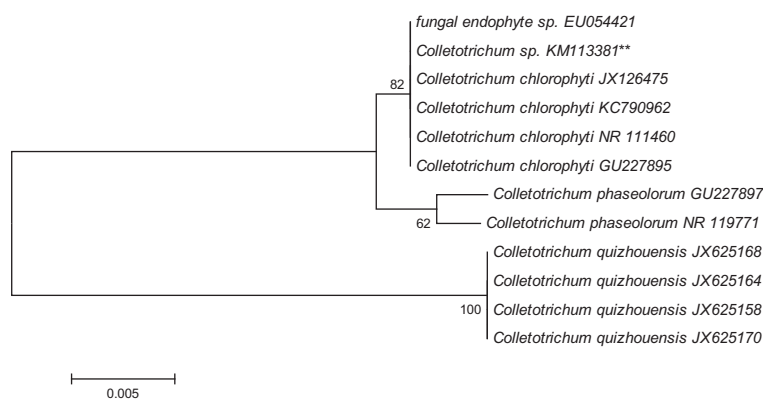 fungal endophyte sp. EU054421
Colletotrichum sp. KM113381**
82
Colletotrichum chlorophyti JX126475
Colletotrichum chlorophyti KC790962
Colletotrichum chlorophyti NR 111460
Colletotrichum chlorophyti GU227895
Colletotrichum phaseolorum GU227897
62
Colletotrichum phaseolorum NR 119771
Colletotrichum quizhouensis JX625168
Colletotrichum quizhouensis JX625164
100
Colletotrichum quizhouensis JX625158
Colletotrichum quizhouensis JX625170
0.005